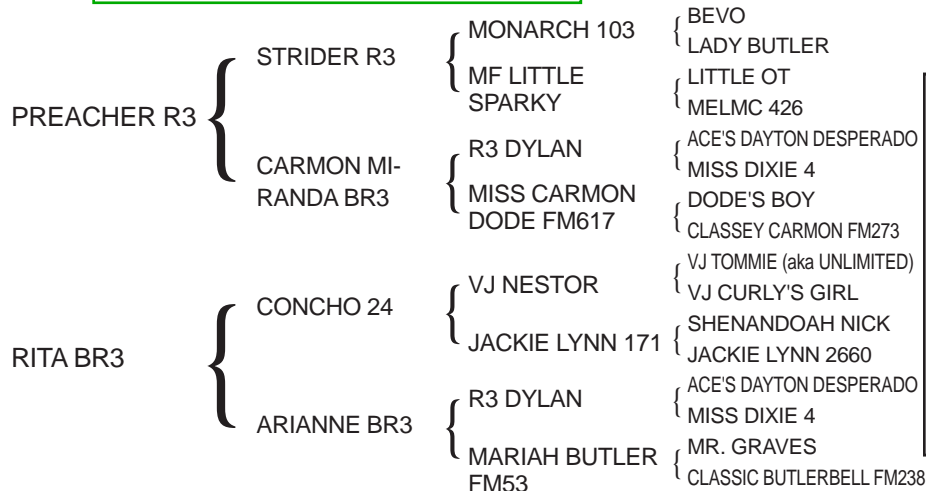 PREACHER R3
STRIDER R3
MONARCH 103
BEVO
LADY BUTLER
MF LITTLE
SPARKY
LITTLE OT
MELMC 426
CARMON MI-
RANDA BR3
R3 DYLAN
ACE'S DAYTON DESPERADO
MISS DIXIE 4
MISS CARMON
DODE FM617
DODE'S BOY
CLASSEY CARMON FM273
RITA BR3
CONCHO 24
VJ NESTOR
VJ TOMMIE (aka UNLIMITED)
VJ CURLY'S GIRL
JACKIE LYNN 171
SHENANDOAH NICK
JACKIE LYNN 2660
ARIANNE BR3
R3 DYLAN
ACE'S DAYTON DESPERADO
MISS DIXIE 4
MARIAH BUTLER
FM53
MR. GRAVES
CLASSIC BUTLERBELL FM238